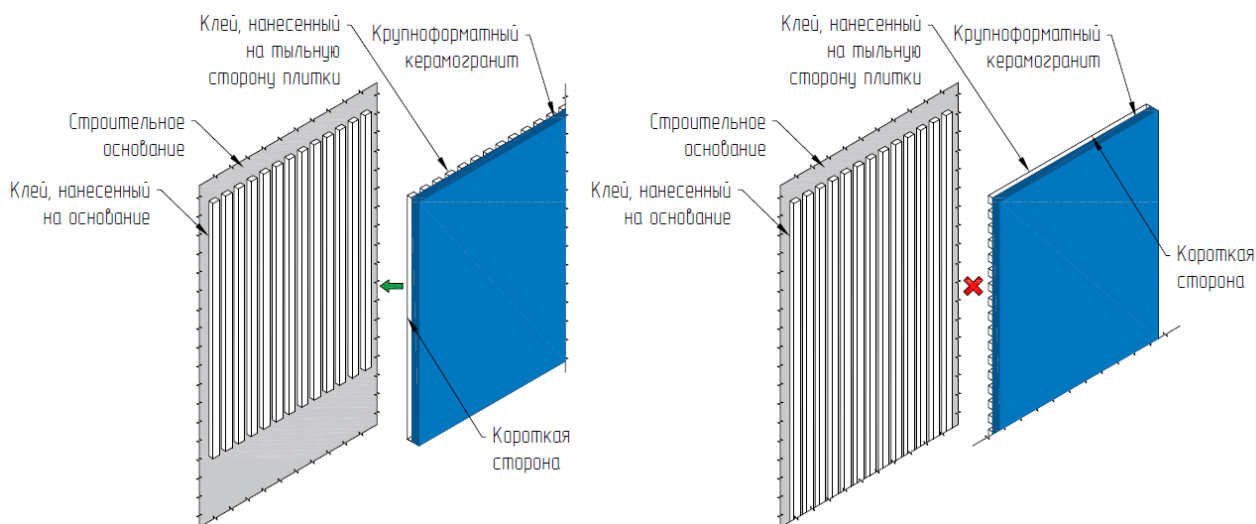 Клей, нанесенный
на тыльную
сторону плитки
Крупноформатный
керамогранит
Строительное
основание
Клей, нанесенный
на основание
Короткая
сторона
Клей, нанесенный
на тыльную
сторону плитки
Крупноформатный
керамогранит
Строительное
основание
Клей, нанесенный
на основание
Короткая
сторона